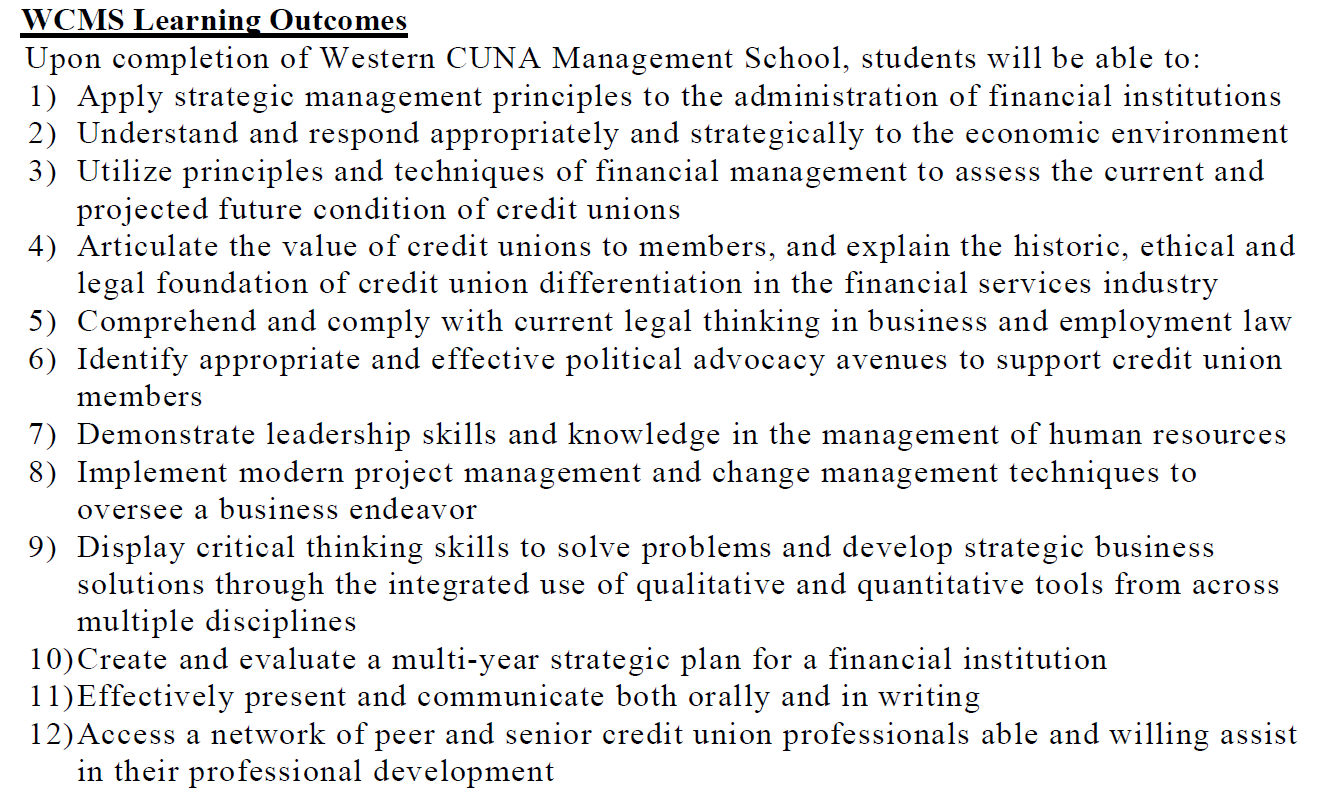 WCMS Learning Outcomes
Upon completion of Western CUNA Management School, students will be able to:
1) Apply strategic management principles to the administration of financial institutions
2) Understand and respond appropriately and strategically to the economic environment
3) Utilize principles and techniques of financial management to assess the current and
projected future condition of credit unions
4) Articulate the value of credit unions to members, and explain the historic, ethical and
legal foundation of credit union differentiation in the financial services industry
5) Comprehend and comply with current legal thinking in business and employment law
6) Identify appropriate and effective political advocacy avenues to support credit union
members
7) Demonstrate leadership skills and knowledge in the management of human resources
8) Implement modern project management and change management techniques to
oversee a business endeavor
9) Display critical thinking skills to solve problems and develop strategic business
solutions through the integrated use of qualitative and quantitative tools from across
multiple disciplines
10)Create and evaluate a multi-year strategic plan for a financial institution
11)Effectively present and communicate both orally and in writing
12)Access a network of peer and senior credit union professionals able and willing assist
in their professional development